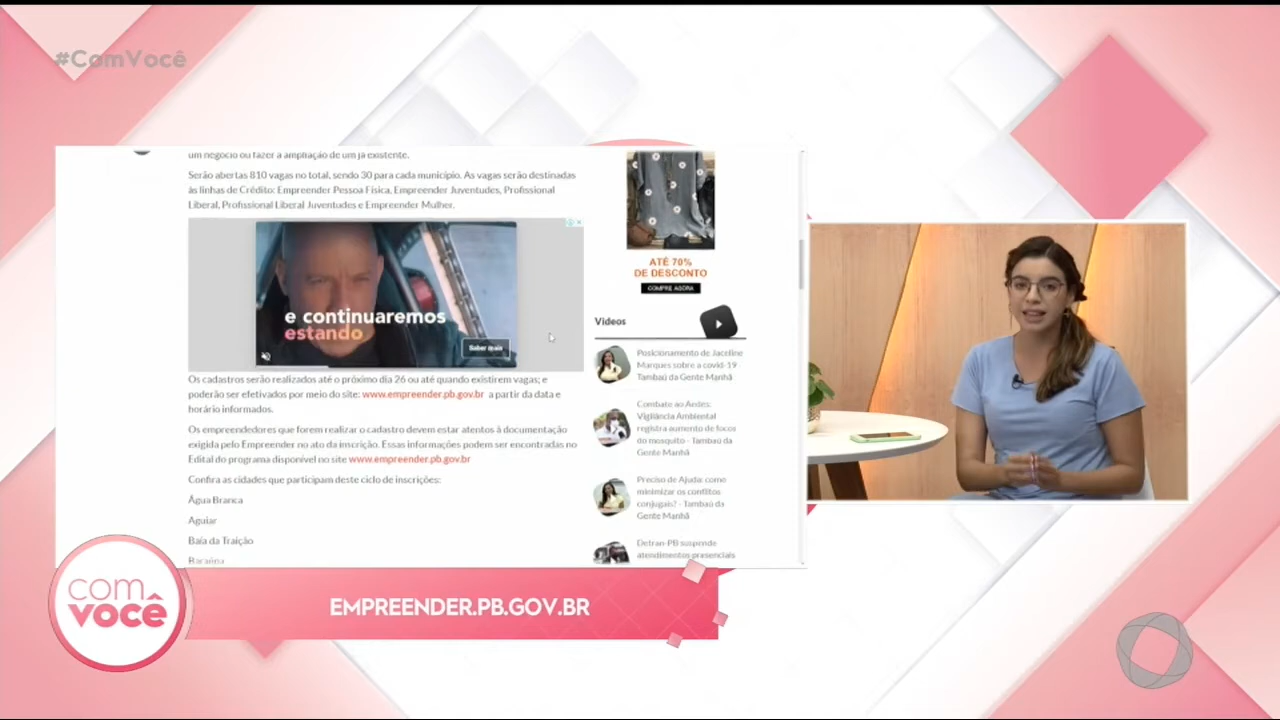 #ComVocê
um negócio ou fazer a ampliação de um já existente.
Serão abertas 810 vagas no total, sendo 30 para cada município. As vagas serão destinadas
às linhas de Crédito: Empreender Pessoa Física, Empreender Juventudes, Profissional
Liberal, Profissional Liberal Juventudes e Empreender Mulher.
e continuaremos
estando
Saber mais
Os cadastros serão realizados até o próximo dia 26 ou até quando existirem vagas; e
poderão ser efetivados por meio do site: www.empreender.pb.gov.br a partir da data e
horário informados.
Os empreendedores que forem realizar o cadastro devem estar atentos à documentação
exigida pelo Empreender no ato da inscrição. Essas informações podem ser encontradas no
Edital do programa disponível no site www.empreender.pb.gov.br
Confira as cidades que participam deste ciclo de inscrições:
Água Branca
Aguiar
Baía da Traição
Baraúna
ATÉ 70%
DE DESCONTO
COMPRE AGORA
Vídeos
Posicionamento de Jaceline
Marques sobre a covid-19
Tambaú da Gente Manhã
Combate ao Aedes:
Vigilância Ambiental
registra aumento de focos
do mosquito - Tambaú da
Gente Manhã
Preciso de Ajuda: como
minimizar os conflitos
conjugais? - Tambaú da
Gente Manhã
Detran-PB suspende
atendimentos presenciais
com
você
EMPREENDER.PB.GOV.BR